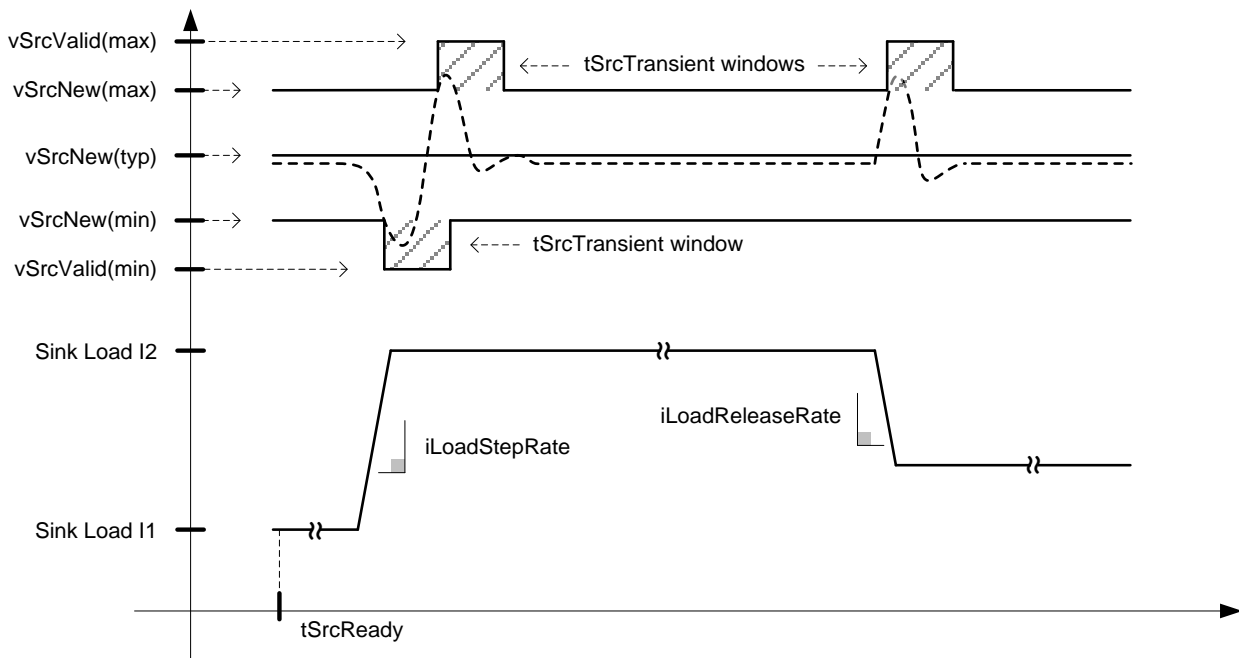 vSrcValid(max)
tSrcTransient windows
vSrcNew(max)
vSrcNew(typ)
vSrcNew(min)
tSrcTransient window
vSrcValid(min)
Sink Load I2
iLoadReleaseRate
iLoadStepRate
Sink Load I1
tSrcReady